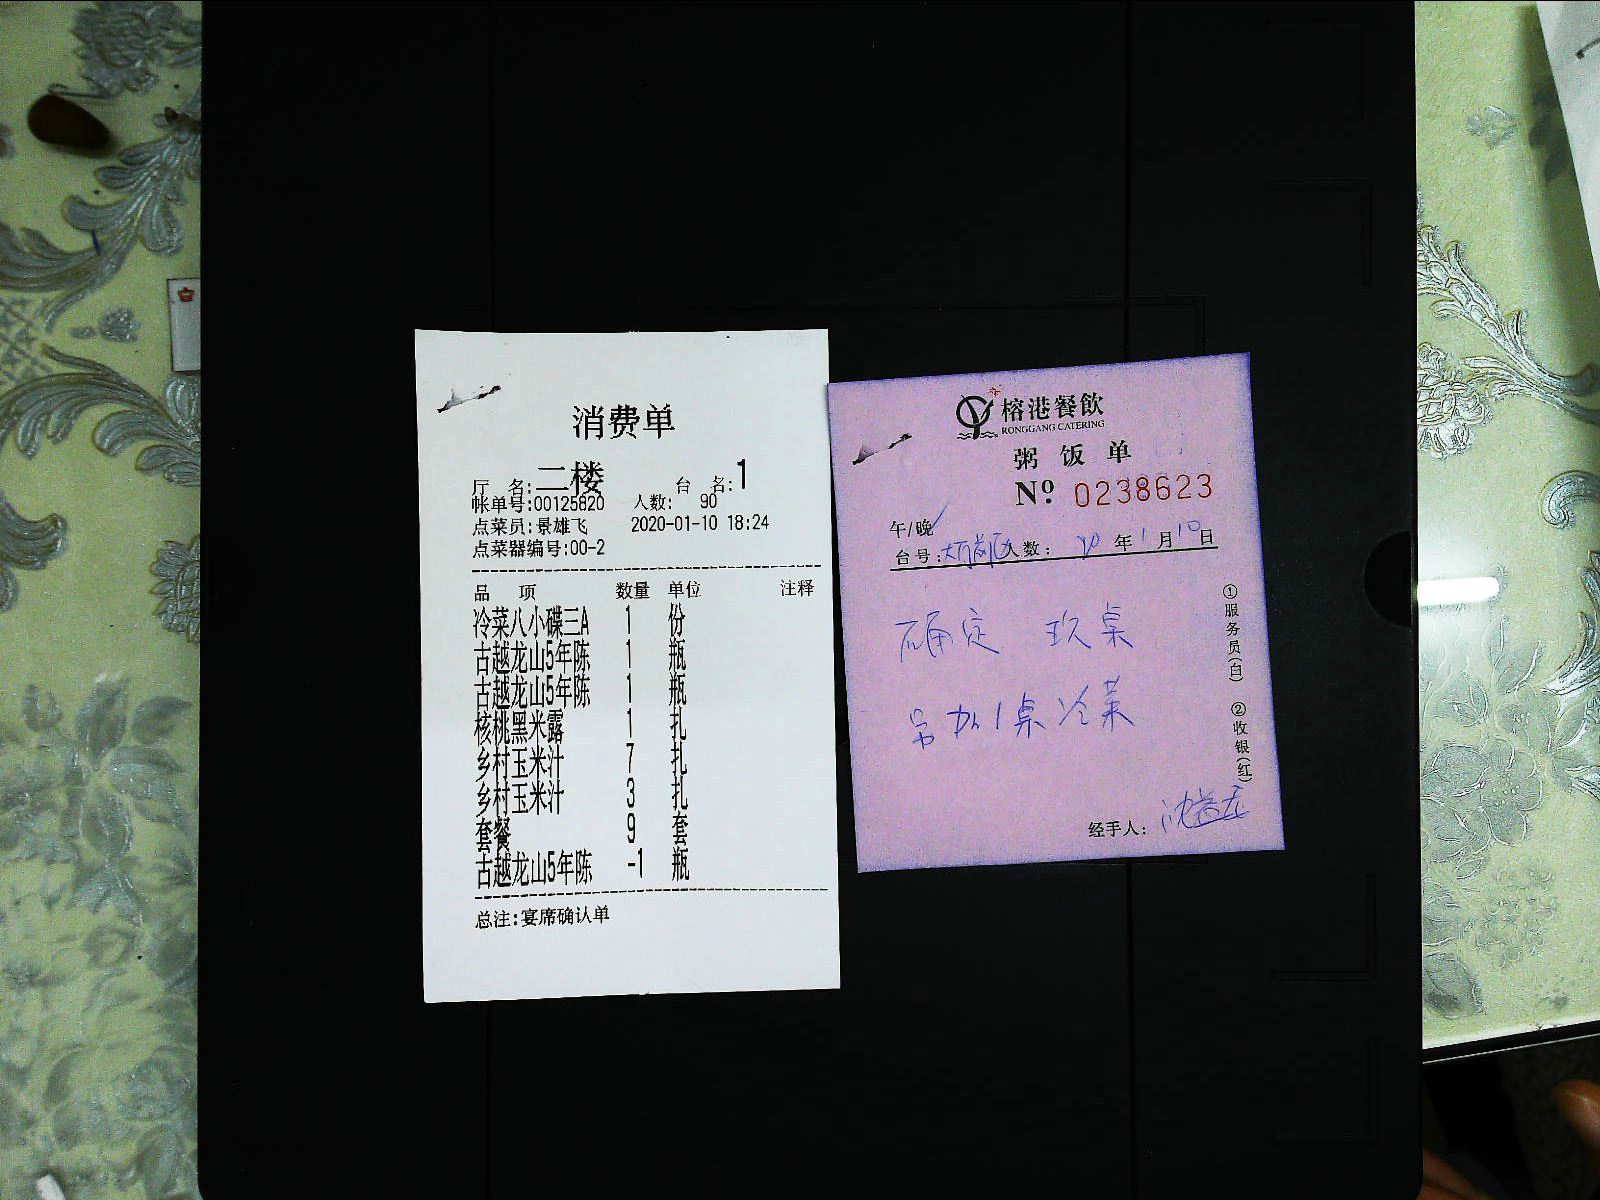 消费单
厅 名:二楼 台 名:1
帐单号:00125820 人数: 90
点菜员:景雄飞 2020-01-10 18:24
点菜器编号:00-2
品 项 数量 单位 注释
冷菜八小碟三A 1 份
古越龙山5年陈 1 瓶
古越龙山5年陈 1 瓶
核桃黑米露 1 扎
乡村玉米汁 7 扎
乡村玉米汁 3 扎
套餐 9 套
古越龙山5年陈 -1 瓶
总注:宴席确认单
榕港餐飲
RONGGANG CATERING
粥饭单
Nº 0238623
午/晚
台号: 人数: 20 年 1 月 10 日
确定 玖桌
另加1桌冷菜
①服务员(白) ②收银(红)
经手人: